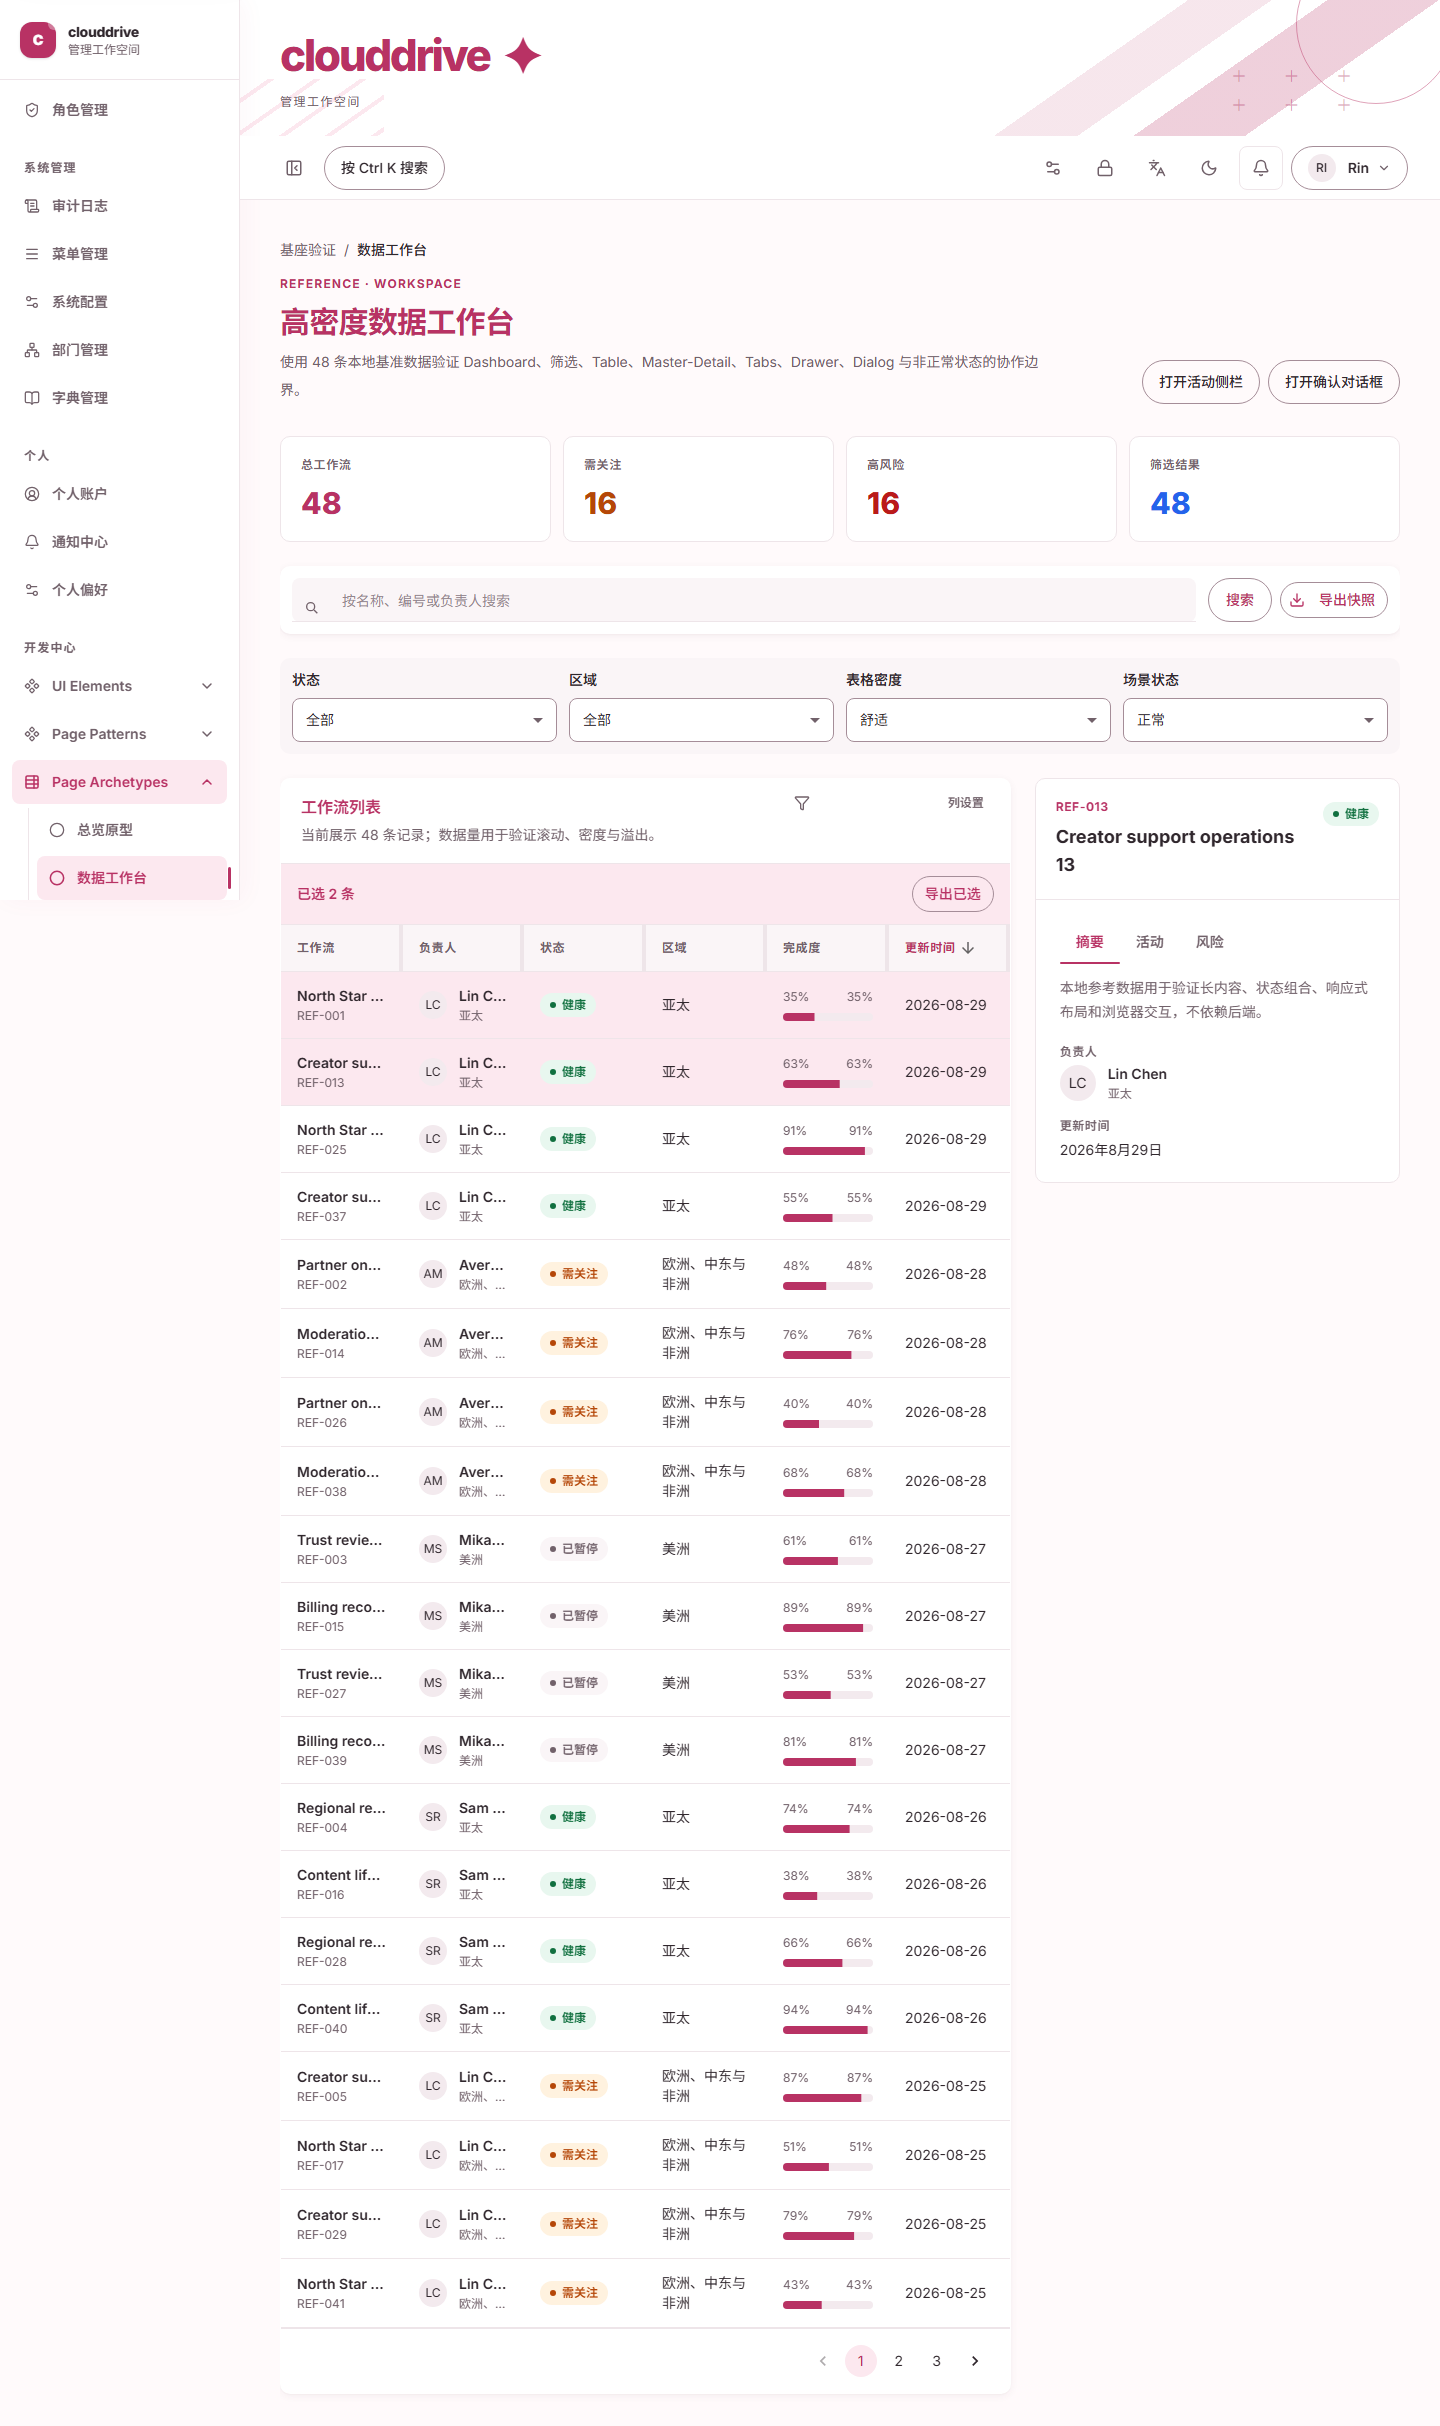 c
clouddrive
管理工作空间
角色管理
系统管理
审计日志
菜单管理
系统配置
部门管理
字典管理
个人
个人账户
通知中心
个人偏好
开发中心
UI Elements
Page Patterns
Page Archetypes
总览原型
数据工作台
clouddrive
管理工作空间
按 Ctrl K 搜索
RI Rin
基座验证 / 数据工作台
REFERENCE · WORKSPACE
高密度数据工作台
使用 48 条本地基准数据验证 Dashboard、筛选、Table、Master-Detail、Tabs、Drawer、Dialog 与非正常状态的协作边
界。
打开活动侧栏 打开确认对话框
总工作流 需关注 高风险 筛选结果
48 16 16 48
按名称、编号或负责人搜索 搜索 导出快照
状态 区域 表格密度 场景状态
全部 全部 舒适 正常
工作流列表 列设置
当前展示 48 条记录；数据量用于验证滚动、密度与溢出。
已选 2 条 导出已选
工作流 负责人 状态 区域 完成度 更新时间
North Star ... REF-001 LC Lin C... 亚太 健康 亚太 35% 35% 2026-08-29
Creator su... REF-013 LC Lin C... 亚太 健康 亚太 63% 63% 2026-08-29
North Star ... REF-025 LC Lin C... 亚太 健康 亚太 91% 91% 2026-08-29
Creator su... REF-037 LC Lin C... 亚太 健康 亚太 55% 55% 2026-08-29
Partner on... REF-002 AM Aver... 欧洲、... 需关注 欧洲、中东与非洲 48% 48% 2026-08-28
Moderatio... REF-014 AM Aver... 欧洲、... 需关注 欧洲、中东与非洲 76% 76% 2026-08-28
Partner on... REF-026 AM Aver... 欧洲、... 需关注 欧洲、中东与非洲 40% 40% 2026-08-28
Moderatio... REF-038 AM Aver... 欧洲、... 需关注 欧洲、中东与非洲 68% 68% 2026-08-28
Trust revie... REF-003 MS Mika... 美洲 已暂停 美洲 61% 61% 2026-08-27
Billing reco... REF-015 MS Mika... 美洲 已暂停 美洲 89% 89% 2026-08-27
Trust revie... REF-027 MS Mika... 美洲 已暂停 美洲 53% 53% 2026-08-27
Billing reco... REF-039 MS Mika... 美洲 已暂停 美洲 81% 81% 2026-08-27
Regional re... REF-004 SR Sam ... 亚太 健康 亚太 74% 74% 2026-08-26
Content lif... REF-016 SR Sam ... 亚太 健康 亚太 38% 38% 2026-08-26
Regional re... REF-028 SR Sam ... 亚太 健康 亚太 66% 66% 2026-08-26
Content lif... REF-040 SR Sam ... 亚太 健康 亚太 94% 94% 2026-08-26
Creator su... REF-005 LC Lin C... 欧洲、... 需关注 欧洲、中东与非洲 87% 87% 2026-08-25
North Star ... REF-017 LC Lin C... 欧洲、... 需关注 欧洲、中东与非洲 51% 51% 2026-08-25
Creator su... REF-029 LC Lin C... 欧洲、... 需关注 欧洲、中东与非洲 79% 79% 2026-08-25
North Star ... REF-041 LC Lin C... 欧洲、... 需关注 欧洲、中东与非洲 43% 43% 2026-08-25
1 2 3
REF-013
健康
Creator support operations
13
摘要 活动 风险
本地参考数据用于验证长内容、状态组合、响应式
布局和浏览器交互，不依赖后端。
负责人
LC Lin Chen
亚太
更新时间
2026年8月29日